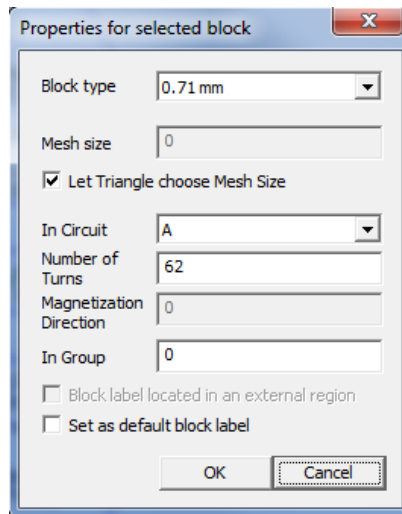 Properties for selected block
x
Block type
0.71 mm
Mesh size
0
Let Triangle choose Mesh Size
In Circuit
A
Number of
Turns
62
Magnetization
Direction
0
In Group
0
Block label located in an external region
Set as default block label
OK
Cancel